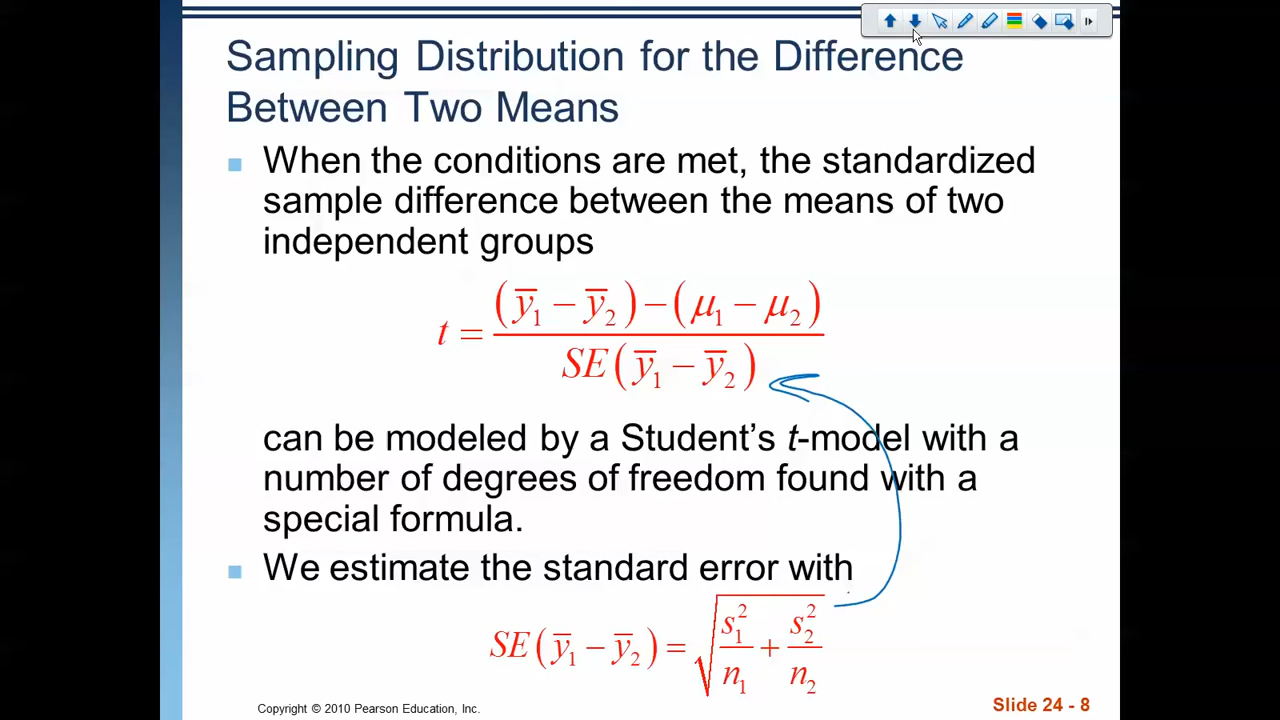 Sampling Distribution for the Difference
Between Two Means
■ When the conditions are met, the standardized
sample difference between the means of two
independent groups
t = ((ȳ₁ − ȳ₂) − (μ₁ − μ₂)) / SE(ȳ₁ − ȳ₂)
can be modeled by a Student’s t-model with a
number of degrees of freedom found with a
special formula.
■ We estimate the standard error with
SE(ȳ₁ − ȳ₂) = √(s₁²/n₁ + s₂²/n₂)
Copyright © 2010 Pearson Education, Inc.
Slide 24 - 8